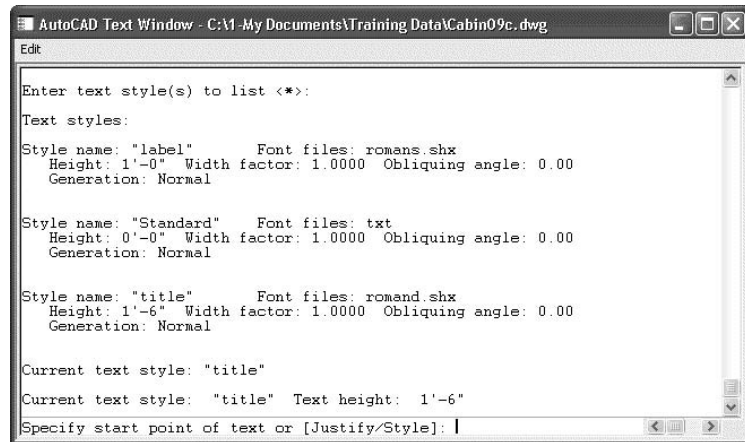 AutoCAD Text Window - C:\1-My Documents\Training Data\Cabin09c.dwg
Edit
Enter text style(s) to list <*>:
Text styles:
Style name: "label" Font files: romans.shx
Height: 1'-0" Width factor: 1.0000 Obliquing angle: 0.00
Generation: Normal
Style name: "Standard" Font files: txt
Height: 0'-0" Width factor: 1.0000 Obliquing angle: 0.00
Generation: Normal
Style name: "title" Font files: romand.shx
Height: 1'-6" Width factor: 1.0000 Obliquing angle: 0.00
Generation: Normal
Current text style: "title"
Current text style: "title" Text height: 1'-6"
Specify start point of text or [Justify/Style]: